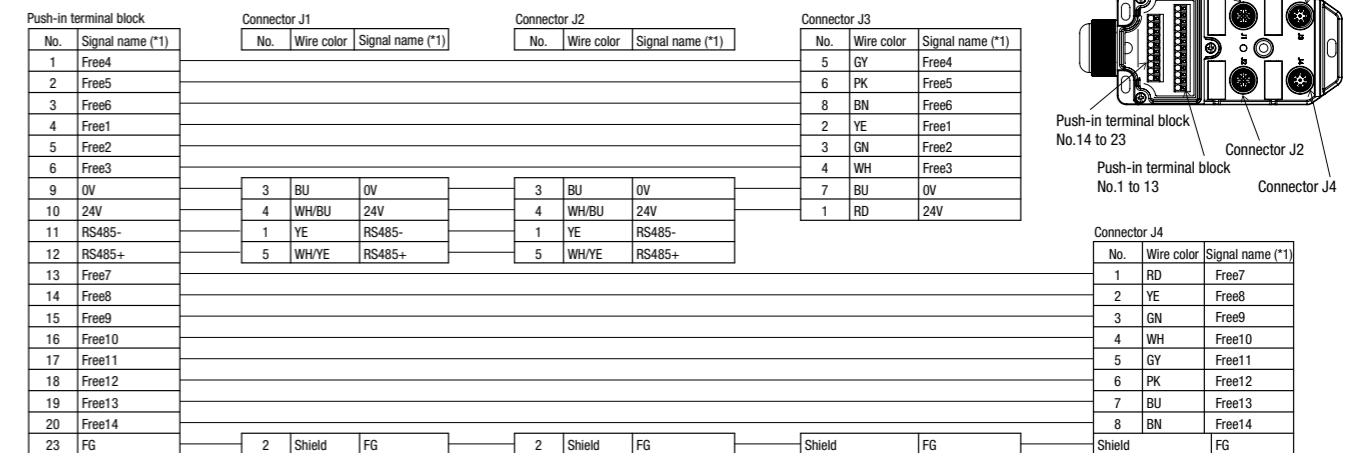 Push-in terminal block Connector J1 Connector J2 Connector J3
No. Signal name (*1) No. Wire color Signal name (*1) No. Wire color Signal name (*1) No. Wire color Signal name (*1)
1 Free4 5 GY Free4
2 Free5 6 PK Free5
3 Free6 8 BN Free6
4 Free1 2 YE Free1
5 Free2 3 GN Free2
6 Free3 4 WH Free3
9 0V 3 BU 0V 3 BU 0V 7 BU 0V
10 24V 4 WH/BU 24V 4 WH/BU 24V 1 RD 24V
11 RS485- 1 YE RS485- 1 YE RS485-
12 RS485+ 5 WH/YE RS485+ 5 WH/YE RS485+
Push-in terminal block
No.14 to 23
Connector J2
Push-in terminal block
No.1 to 13
Connector J4
Connector J4
No. Wire color Signal name (*1)
13 Free7 1 RD Free7
14 Free8 2 YE Free8
15 Free9 3 GN Free9
16 Free10 4 WH Free10
17 Free11 5 GY Free11
18 Free12 6 PK Free12
19 Free13 7 BU Free13
20 Free14 8 BN Free14
23 FG 2 Shield FG 2 Shield FG Shield FG Shield FG